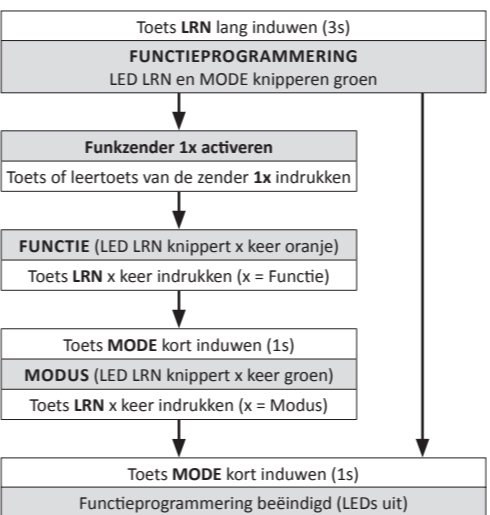 Toets LRN lang induwen (3s)
FUNCTIEPROGRAMMERING
LED LRN en MODE knipperen groen
Funkzender 1x activeren
Toets of leertoets van de zender 1x indrukken
FUNCTIE (LED LRN knippert x keer oranje)
Toets LRN x keer indrukken (x = Functie)
Toets MODE kort induwen (1s)
MODUS (LED LRN knippert x keer groen)
Toets LRN x keer indrukken (x = Modus)
Toets MODE kort induwen (1s)
Functieprogrammering beëindigd (LEDs uit)